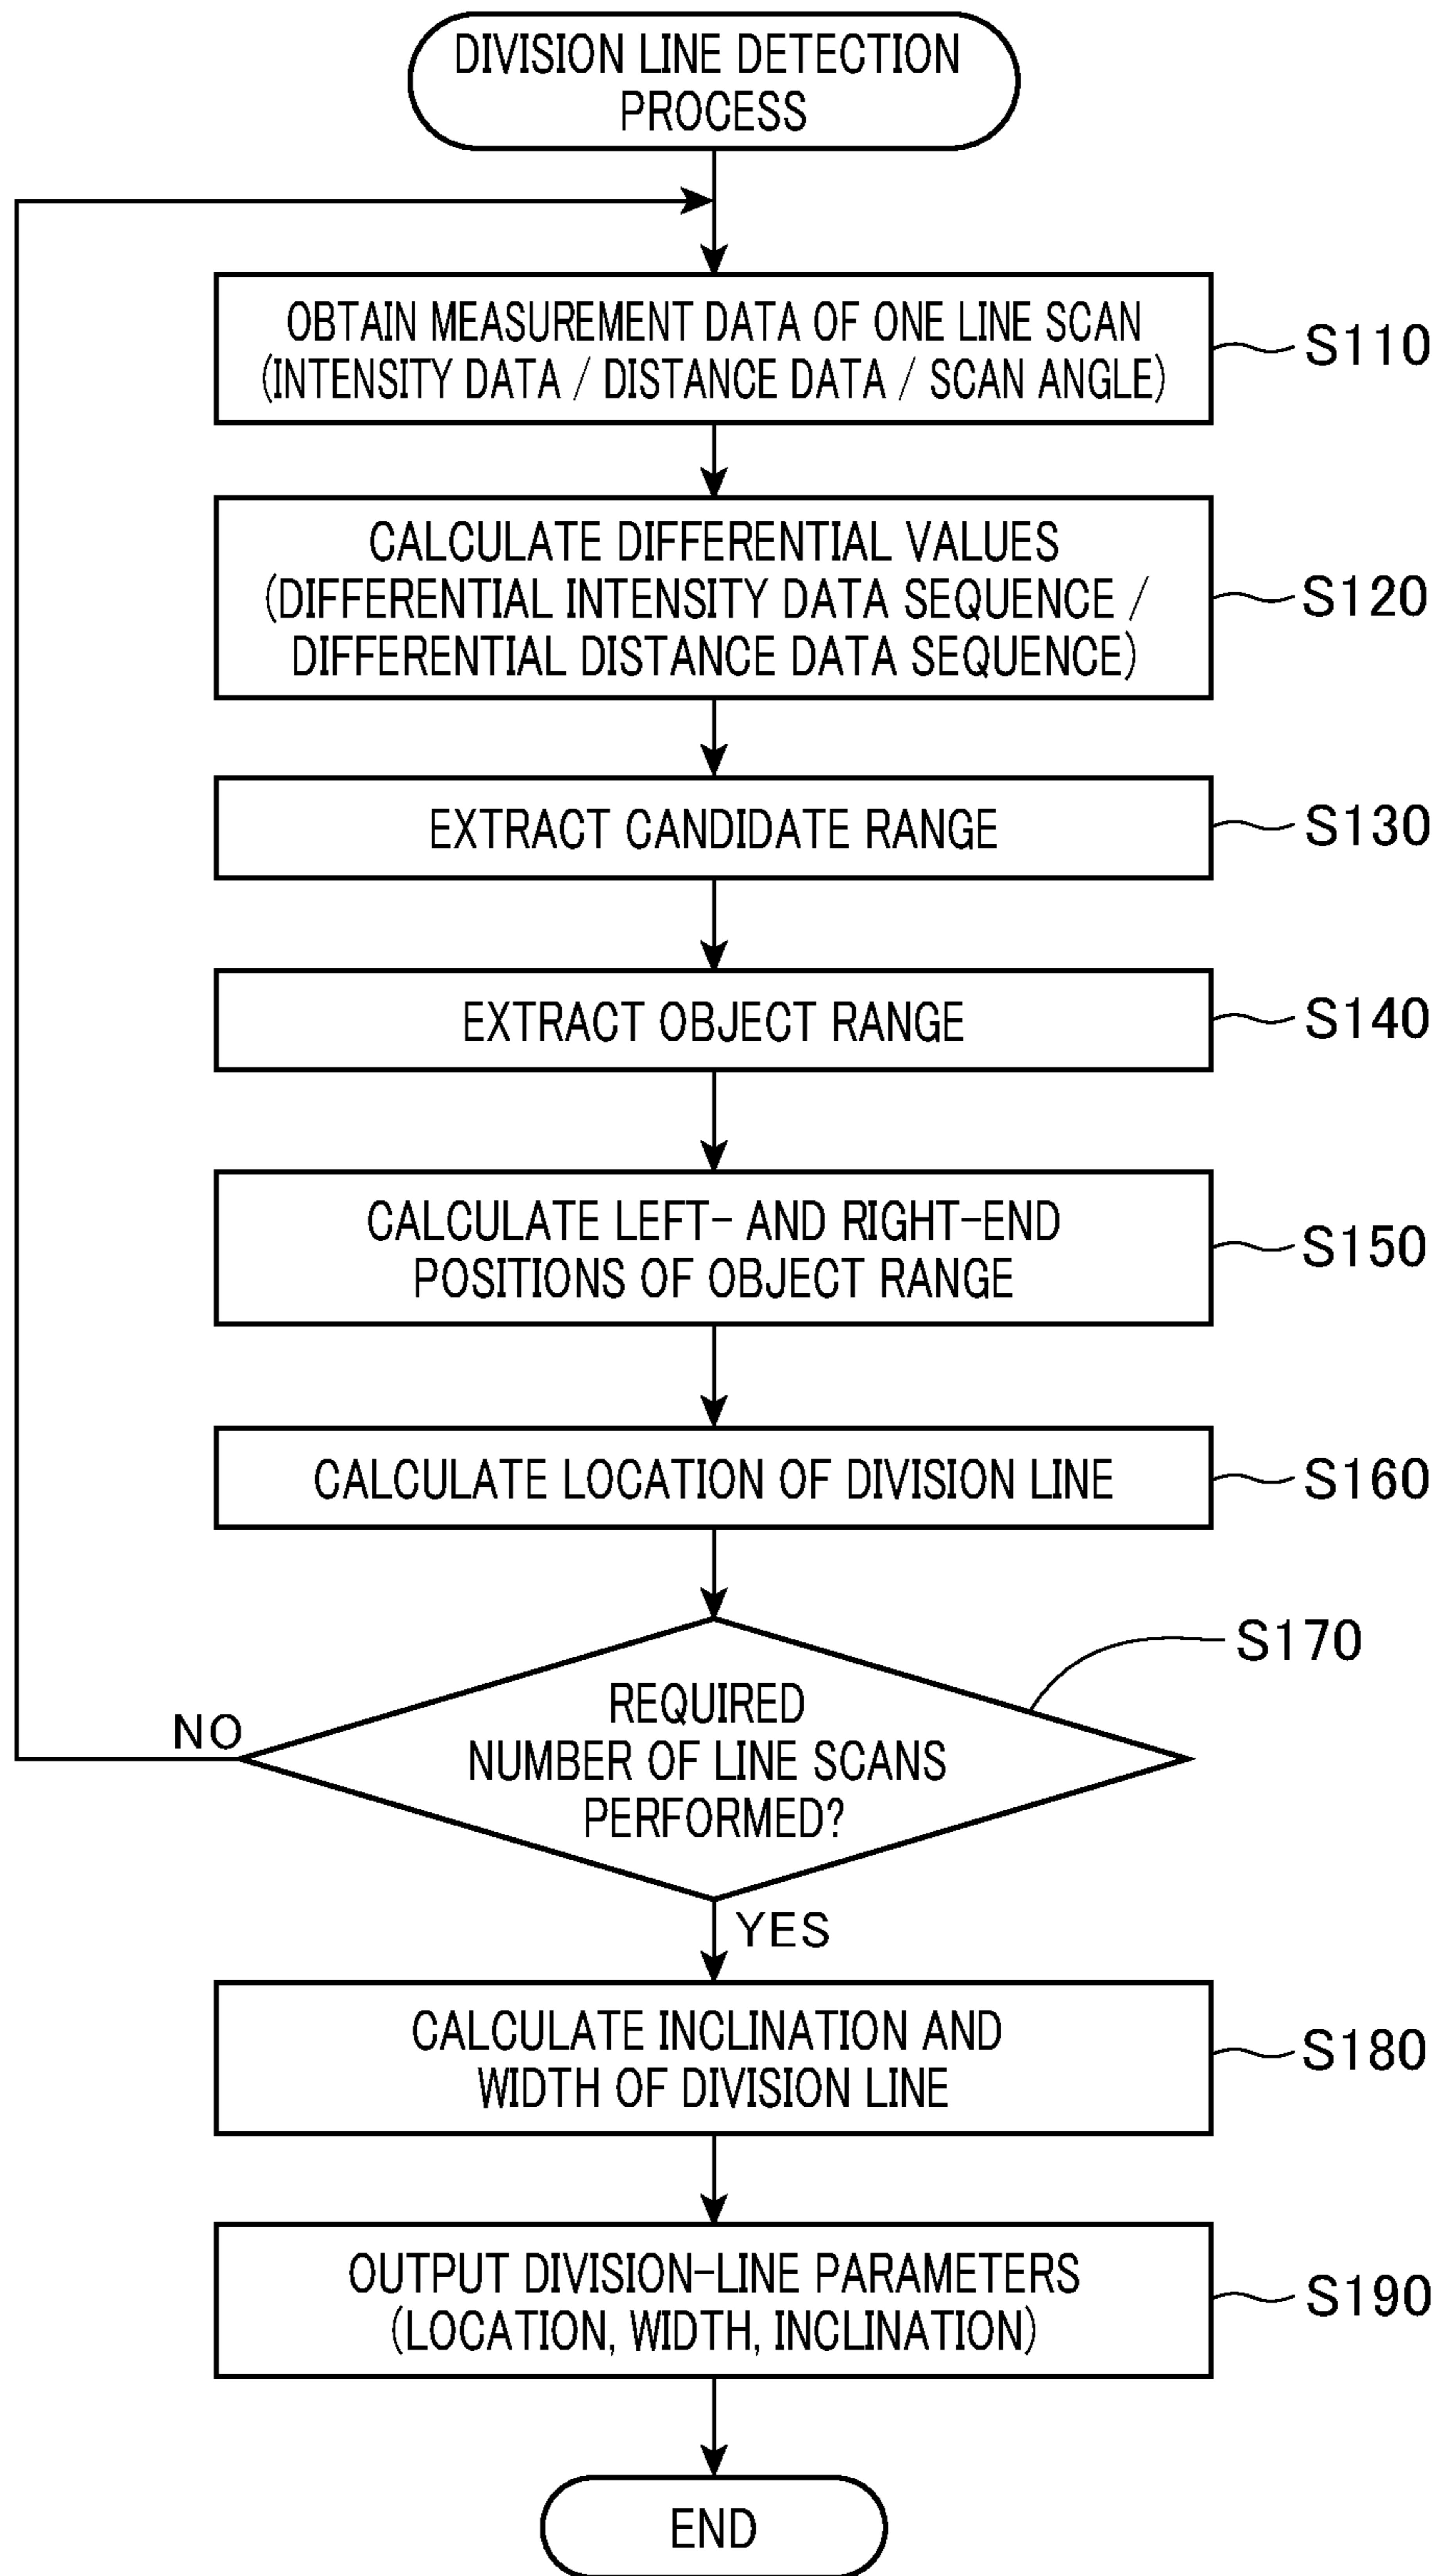 DIVISION LINE DETECTION
PROCESS
OBTAIN MEASUREMENT DATA OF ONE LINE SCAN
(INTENSITY DATA / DISTANCE DATA / SCAN ANGLE)
S110
CALCULATE DIFFERENTIAL VALUES
(DIFFERENTIAL INTENSITY DATA SEQUENCE /
DIFFERENTIAL DISTANCE DATA SEQUENCE)
S120
EXTRACT CANDIDATE RANGE
S130
EXTRACT OBJECT RANGE
S140
CALCULATE LEFT- AND RIGHT-END
POSITIONS OF OBJECT RANGE
S150
CALCULATE LOCATION OF DIVISION LINE
S160
S170
REQUIRED
NUMBER OF LINE SCANS
PERFORMED?
NO
YES
CALCULATE INCLINATION AND
WIDTH OF DIVISION LINE
S180
OUTPUT DIVISION-LINE PARAMETERS
(LOCATION, WIDTH, INCLINATION)
S190
END